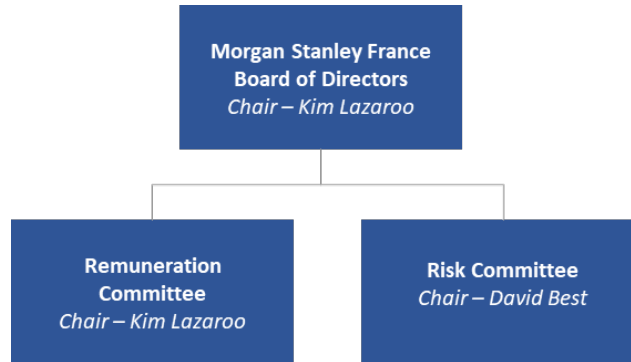 Morgan Stanley France
Board of Directors
Chair – Kim Lazaroo
Remuneration
Committee
Chair – Kim Lazaroo
Risk Committee
Chair – David Best